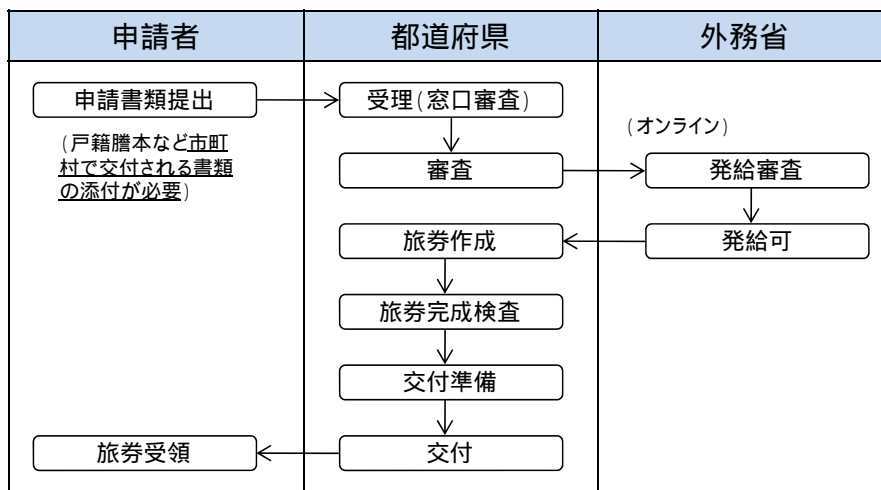 申請者
都道府県
外務省
申請書類提出
受理(窓口審査)
(戸籍謄本など市町
村で交付される書類
の添付が必要)
(オンライン)
審査
発給審査
旅券作成
発給可
旅券完成検査
交付準備
旅券受領
交付